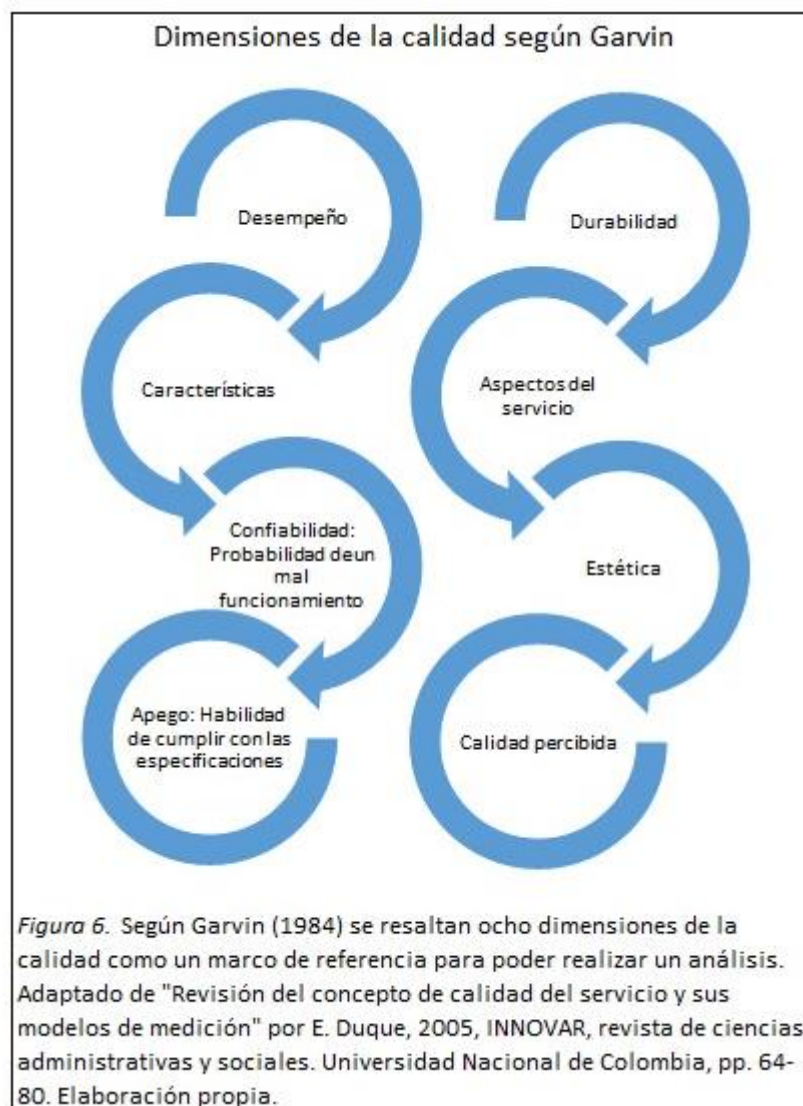 Dimensiones de la calidad según Garvin
Desempeño
Características
Confiabilidad:
Probabilidad deun
mal
funcionamiento
Apego: Habilidad
de cumplir con las
especificaciones
Durabilidad
Aspectos del
servicio
Estética
Calidad percibida
Figura 6. Según Garvin (1984) se resaltan ocho dimensiones de la
calidad como un marco de referencia para poder realizar un análisis.
Adaptado de "Revisión del concepto de calidad del servicio y sus
modelos de medición" por E. Duque, 2005, INNOVAR, revista de ciencias
administrativas y sociales. Universidad Nacional de Colombia, pp. 64-
80. Elaboración propia.